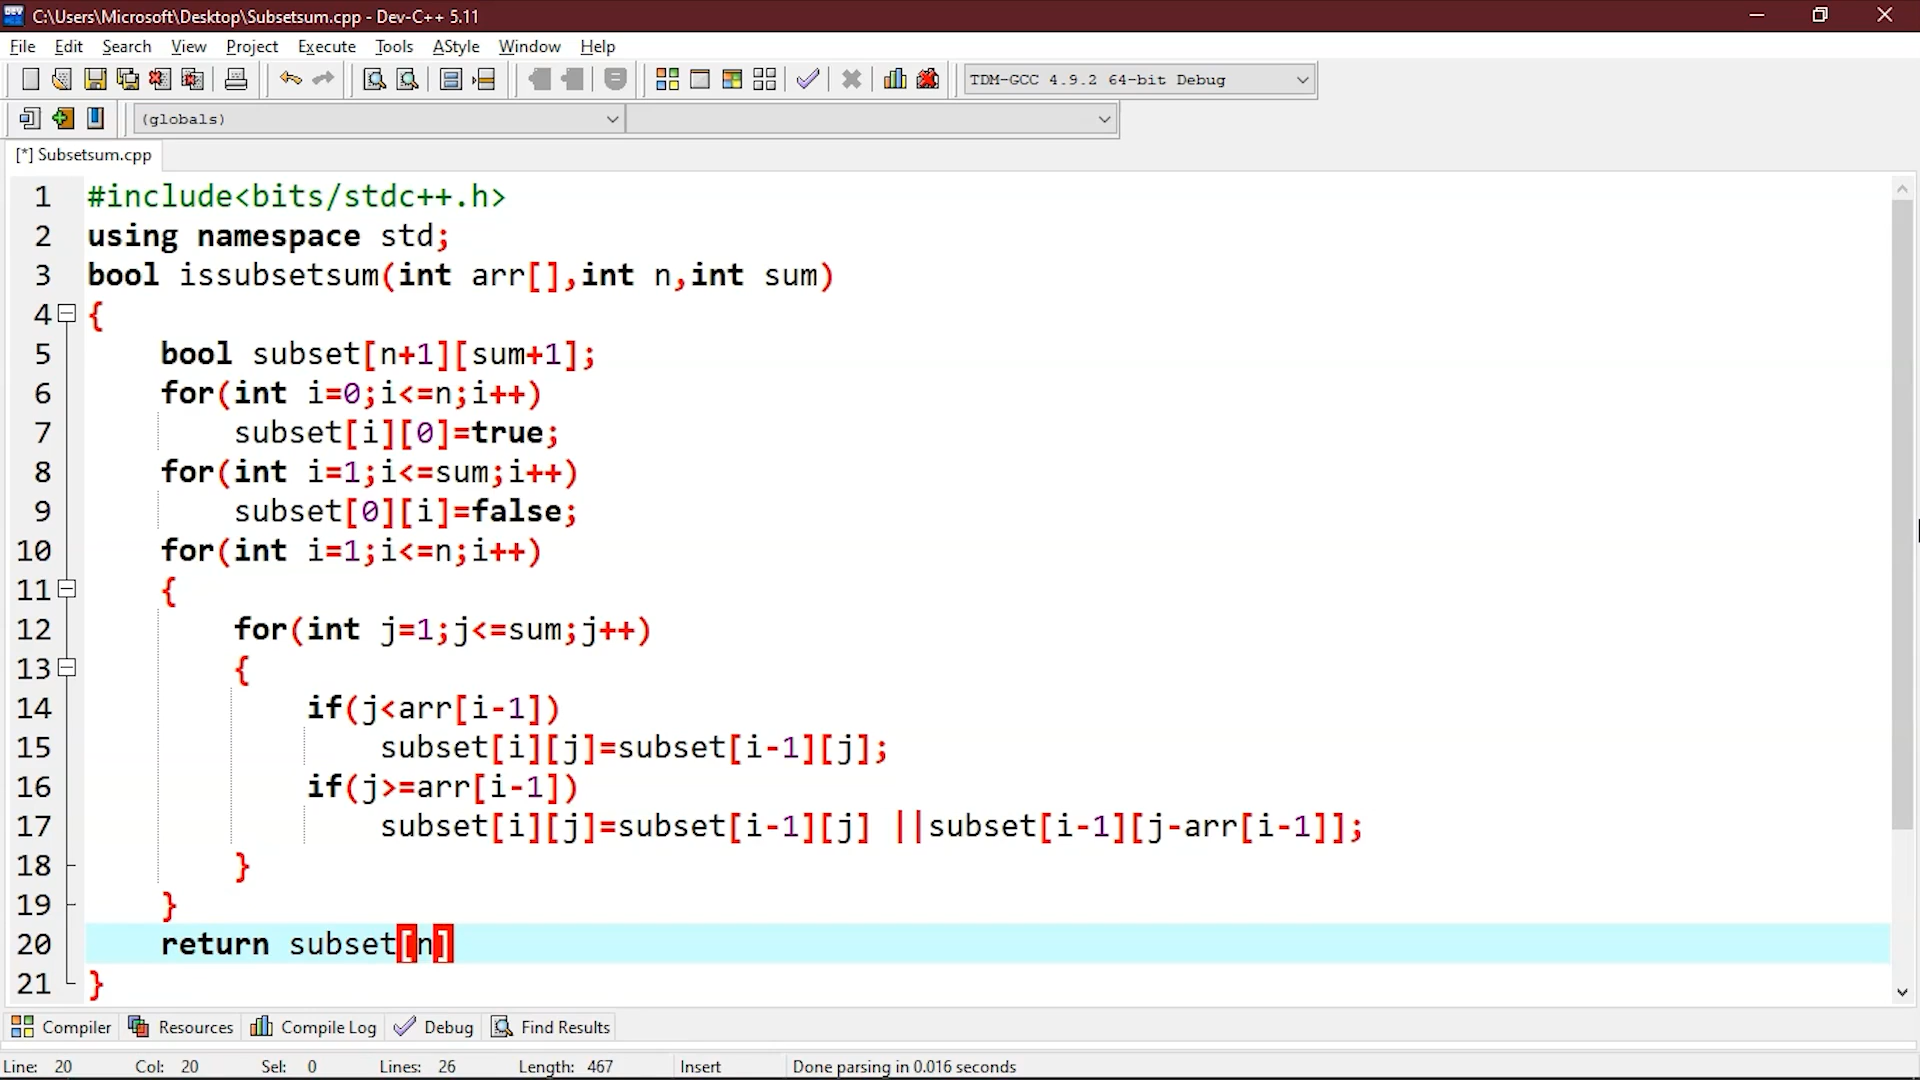 C:\Users\Microsoft\Desktop\Subsetsum.cpp - Dev-C++ 5.11
File Edit Search View Project Execute Tools AStyle Window Help
TDM-GCC 4.9.2 64-bit Debug
(globals)
[*] Subsetsum.cpp
1 #include<bits/stdc++.h>
2 using namespace std;
3 bool issubsetsum(int arr[],int n,int sum)
4 {
5 bool subset[n+1][sum+1];
6 for(int i=0;i<=n;i++)
7 subset[i][0]=true;
8 for(int i=1;i<=sum;i++)
9 subset[0][i]=false;
10 for(int i=1;i<=n;i++)
11 {
12 for(int j=1;j<=sum;j++)
13 {
14 if(j<arr[i-1])
15 subset[i][j]=subset[i-1][j];
16 if(j>=arr[i-1])
17 subset[i][j]=subset[i-1][j] ||subset[i-1][j-arr[i-1]];
18 }
19 }
20 return subset[n]
21 }
Compiler Resources Compile Log Debug Find Results
Line: 20 Col: 20 Sel: 0 Lines: 26 Length: 467 Insert Done parsing in 0.016 seconds